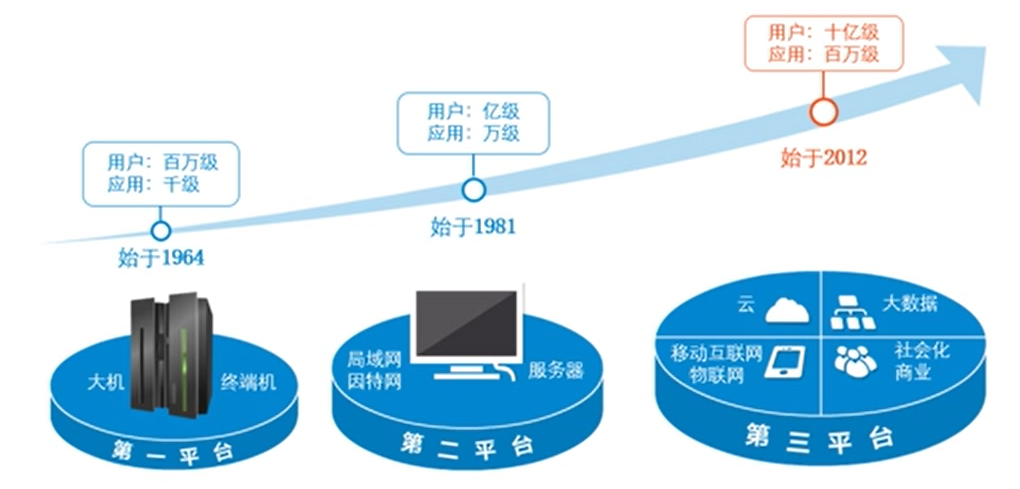 用户：十亿级
应用：百万级
始于2012
用户：亿级
应用：万级
始于1981
用户：百万级
应用：千级
始于1964
大机
终端机
第一平台
局域网
因特网
服务器
第二平台
云
大数据
移动互联网
物联网
社会化
商业
第三平台